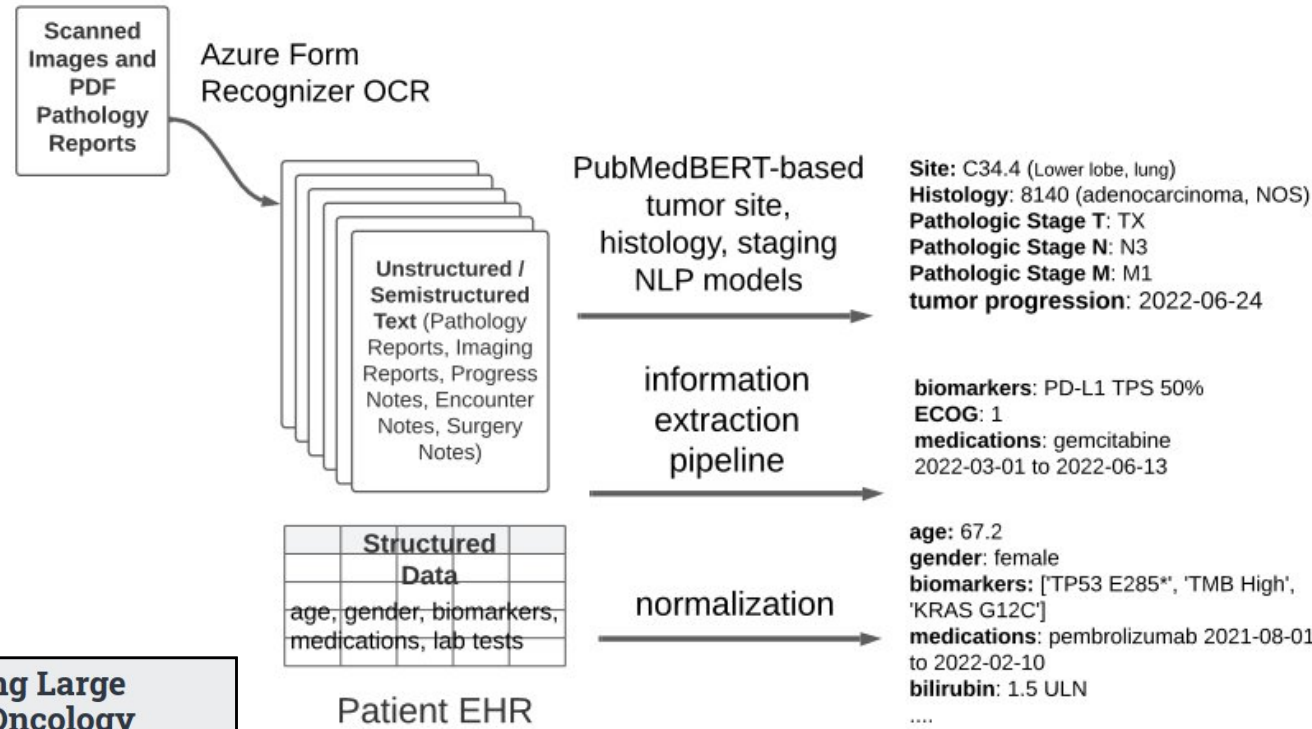 Scanned
Images and
PDF
Pathology
Reports
Azure Form
Recognizer OCR
Unstructured /
Semistructured
Text (Pathology
Reports, Imaging
Reports, Progress
Notes, Encounter
Notes, Surgery
Notes)
PubMedBERT-based
tumor site,
histology, staging
NLP models
Site: C34.4 (Lower lobe, lung)
Histology: 8140 (adenocarcinoma, NOS)
Pathologic Stage T: TX
Pathologic Stage N: N3
Pathologic Stage M: M1
tumor progression: 2022-06-24
information
extraction
pipeline
biomarkers: PD-L1 TPS 50%
ECOG: 1
medications: gemcitabine
2022-03-01 to 2022-06-13
Structured
Data
age, gender, biomarkers,
medications, lab tests
Patient EHR
normalization
age: 67.2
gender: female
biomarkers: ['TP53 E285*', 'TMB High',
'KRAS G12C']
medications: pembrolizumab 2021-08-01
to 2022-02-10
bilirubin: 1.5 ULN
....
ng Large
Oncology